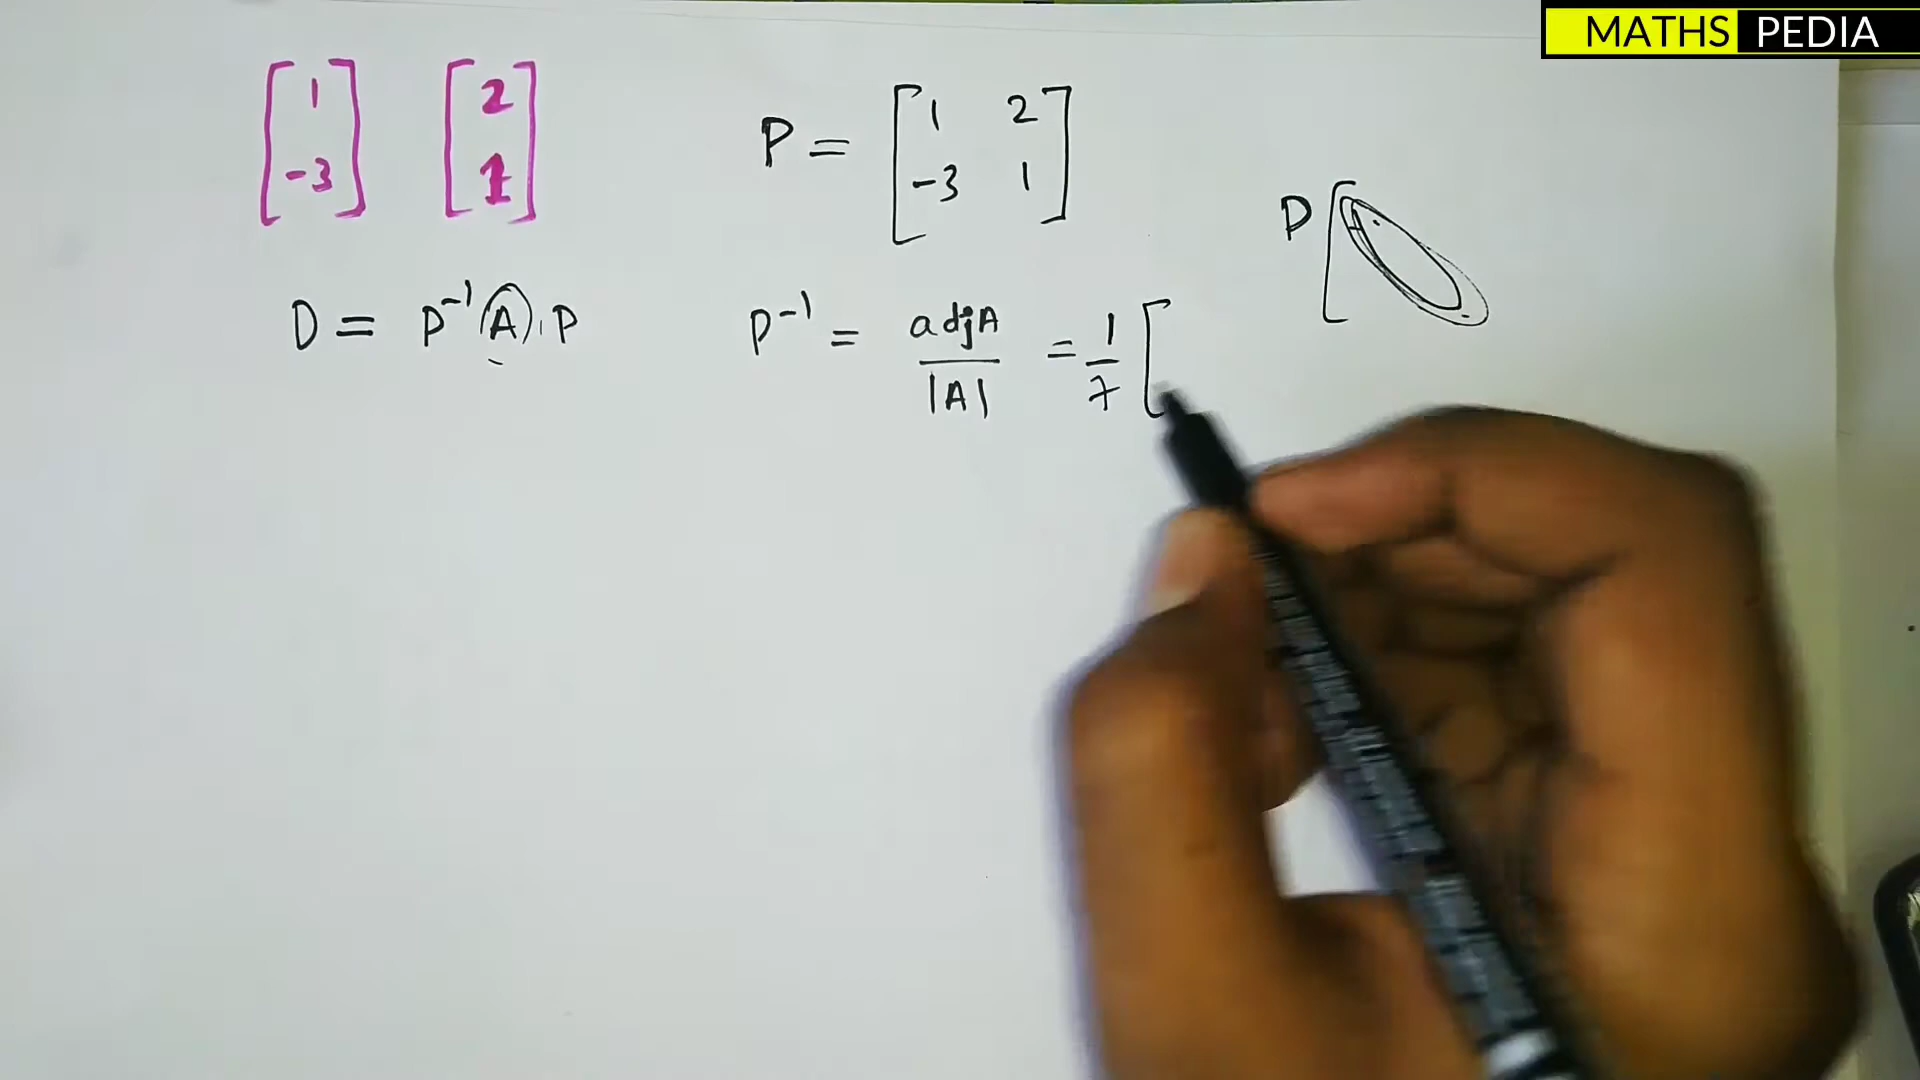 MATHS PEDIA
[1 -3] [2 1]
P = [1 2 -3 1]
D = P⁻¹(A).P
P⁻¹ = adjA / |A| = 1/7 [
D [